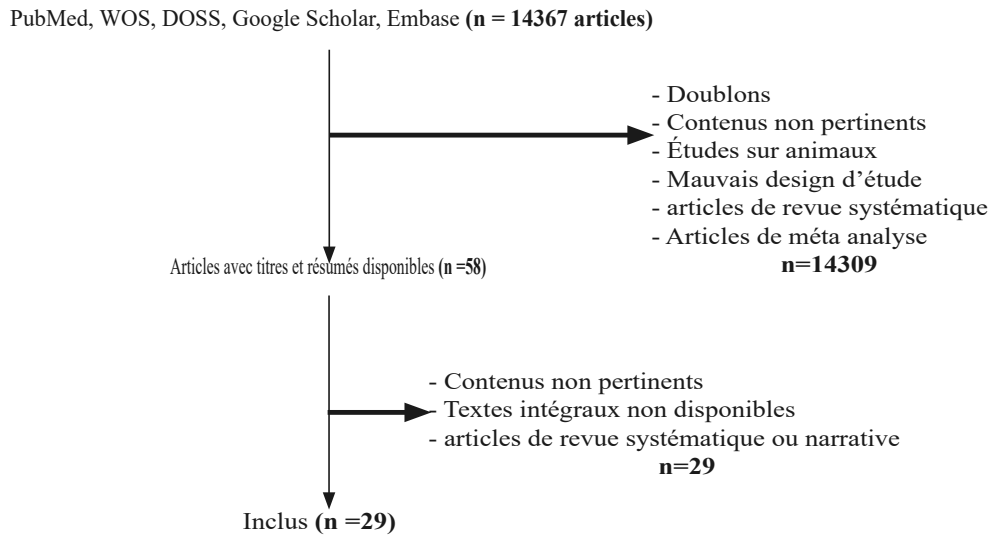 PubMed, WOS, DOSS, Google Scholar, Embase (n = 14367 articles)
- Doublons
- Contenus non pertinents
- Études sur animaux
- Mauvais design d’étude
- articles de revue systématique
- Articles de méta analyse
n=14309
Articles avec titres et résumés disponibles (n =58)
- Contenus non pertinents
- Textes intégraux non disponibles
- articles de revue systématique ou narrative
n=29
Inclus (n =29)